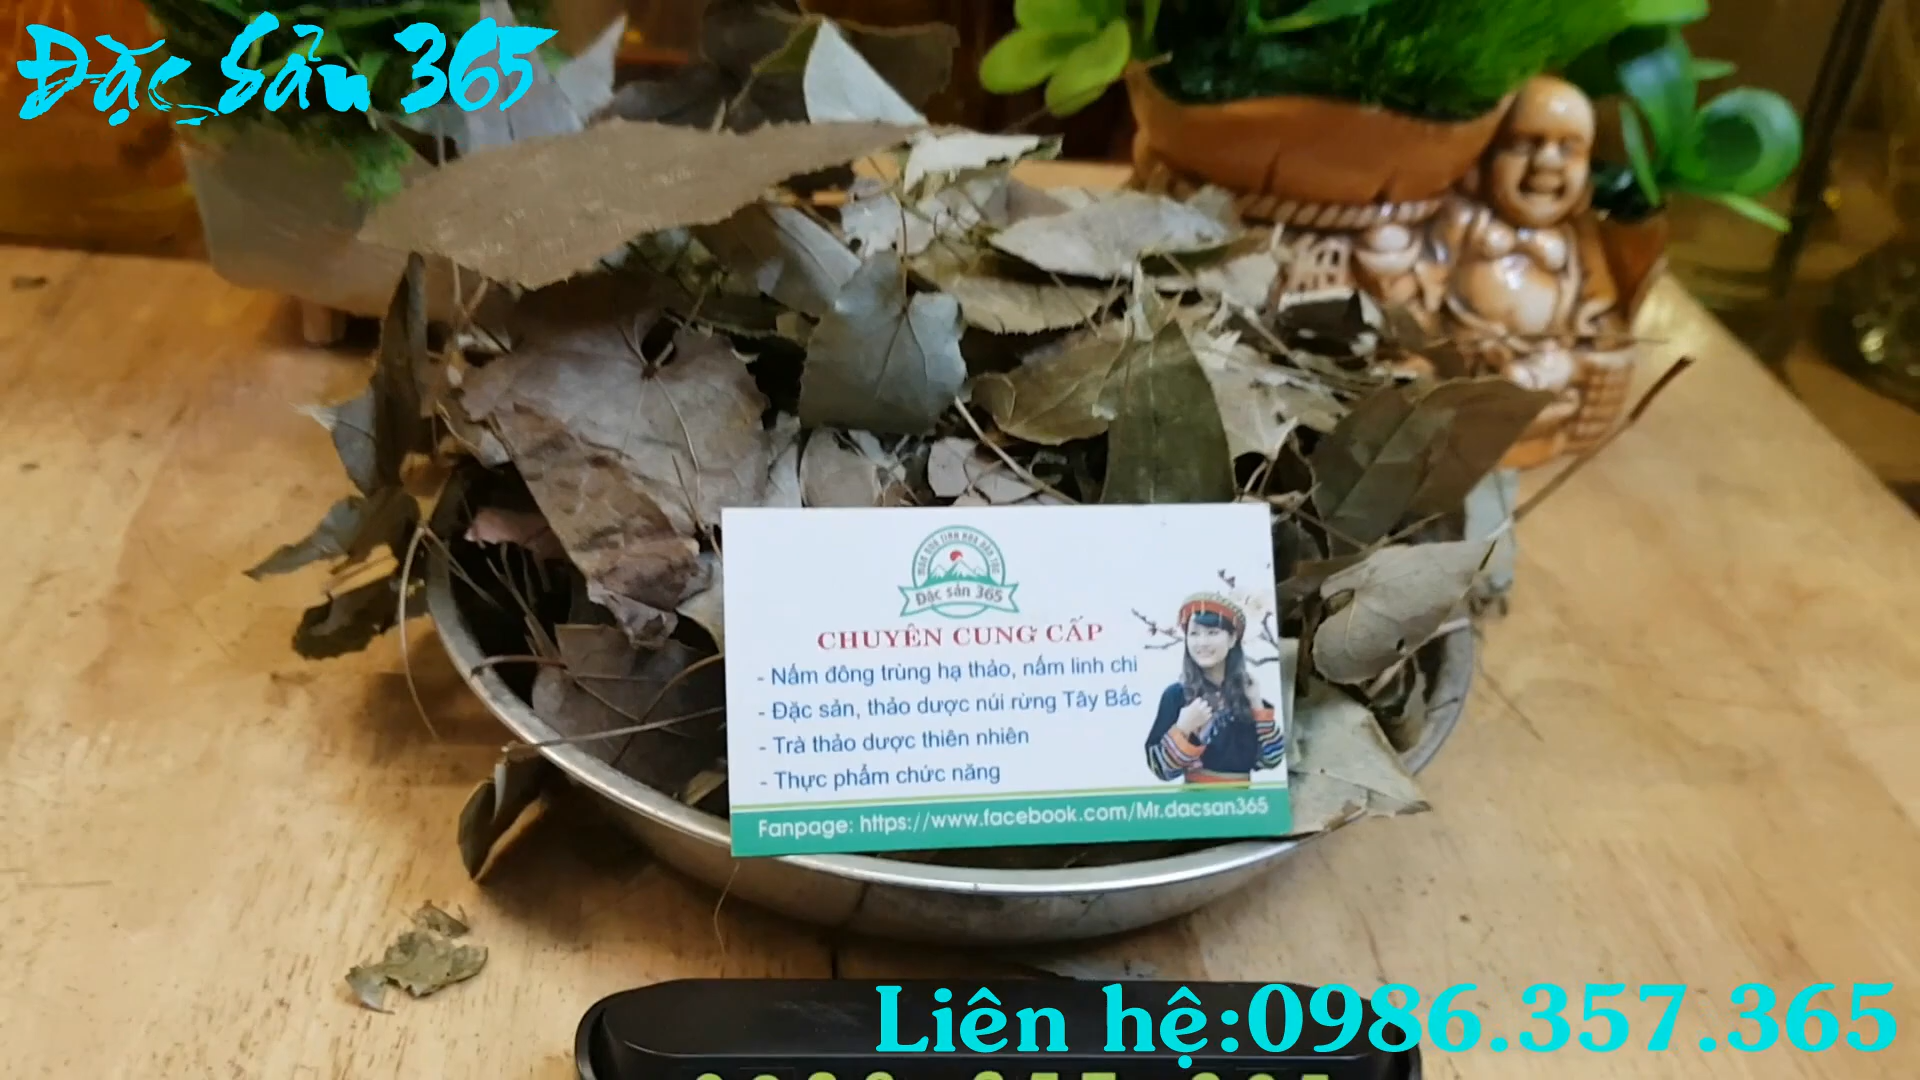 Đặc Sản 365
Đặc sản 365
CHUYÊN CUNG CẤP
- Nấm đông trùng hạ thảo, nấm linh chi
- Đặc sản, thảo dược núi rừng Tây Bắc
- Trà thảo dược thiên nhiên
- Thực phẩm chức năng
Fanpage: https://www.facebook.com/Mr.dacsan365
Liên hệ:0986.357.365